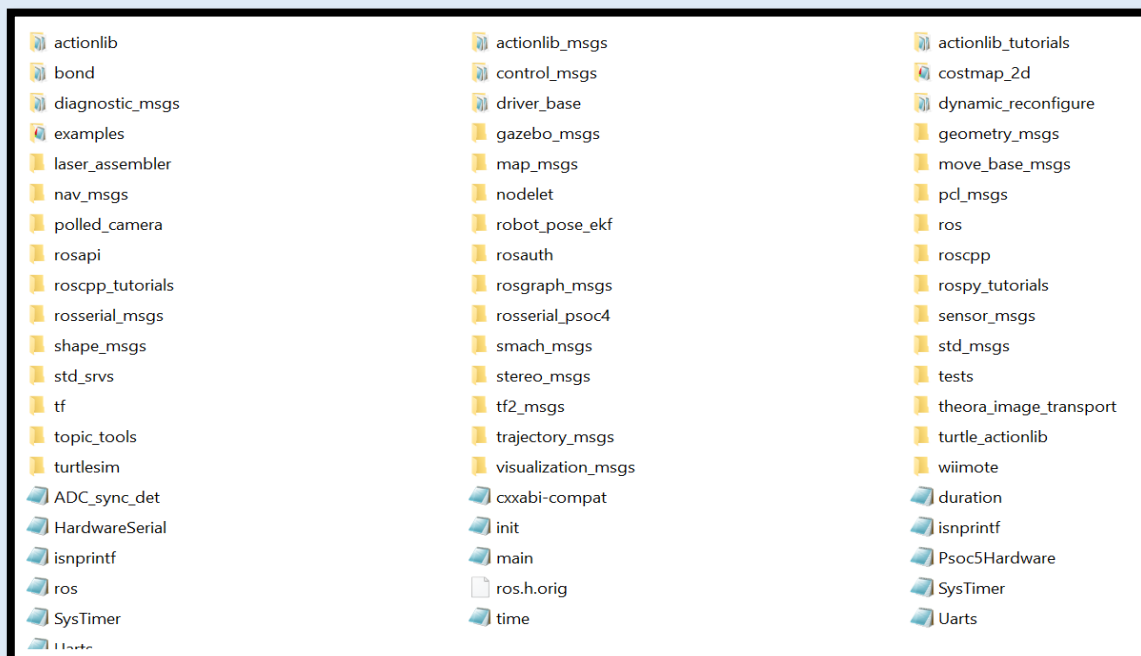 actionlib actionlib_msgs actionlib_tutorials
bond control_msgs costmap_2d
diagnostic_msgs driver_base dynamic_reconfigure
examples gazebo_msgs geometry_msgs
laser_assembler map_msgs move_base_msgs
nav_msgs nodelet pcl_msgs
polled_camera robot_pose_ekf ros
rosapi rosauth roscpp
roscpp_tutorials rosgraph_msgs rospy_tutorials
rosserial_msgs rosserial_psoc4 sensor_msgs
shape_msgs smach_msgs std_msgs
std_srvs stereo_msgs tests
tf tf2_msgs theora_image_transport
topic_tools trajectory_msgs turtle_actionlib
turtlesim visualization_msgs wiimote
ADC_sync_det cxxabi-compat duration
HardwareSerial init isnprintf
isnprintf main Psoc5Hardware
ros ros.h.orig SysTimer
SysTimer time Uarts
Uarts